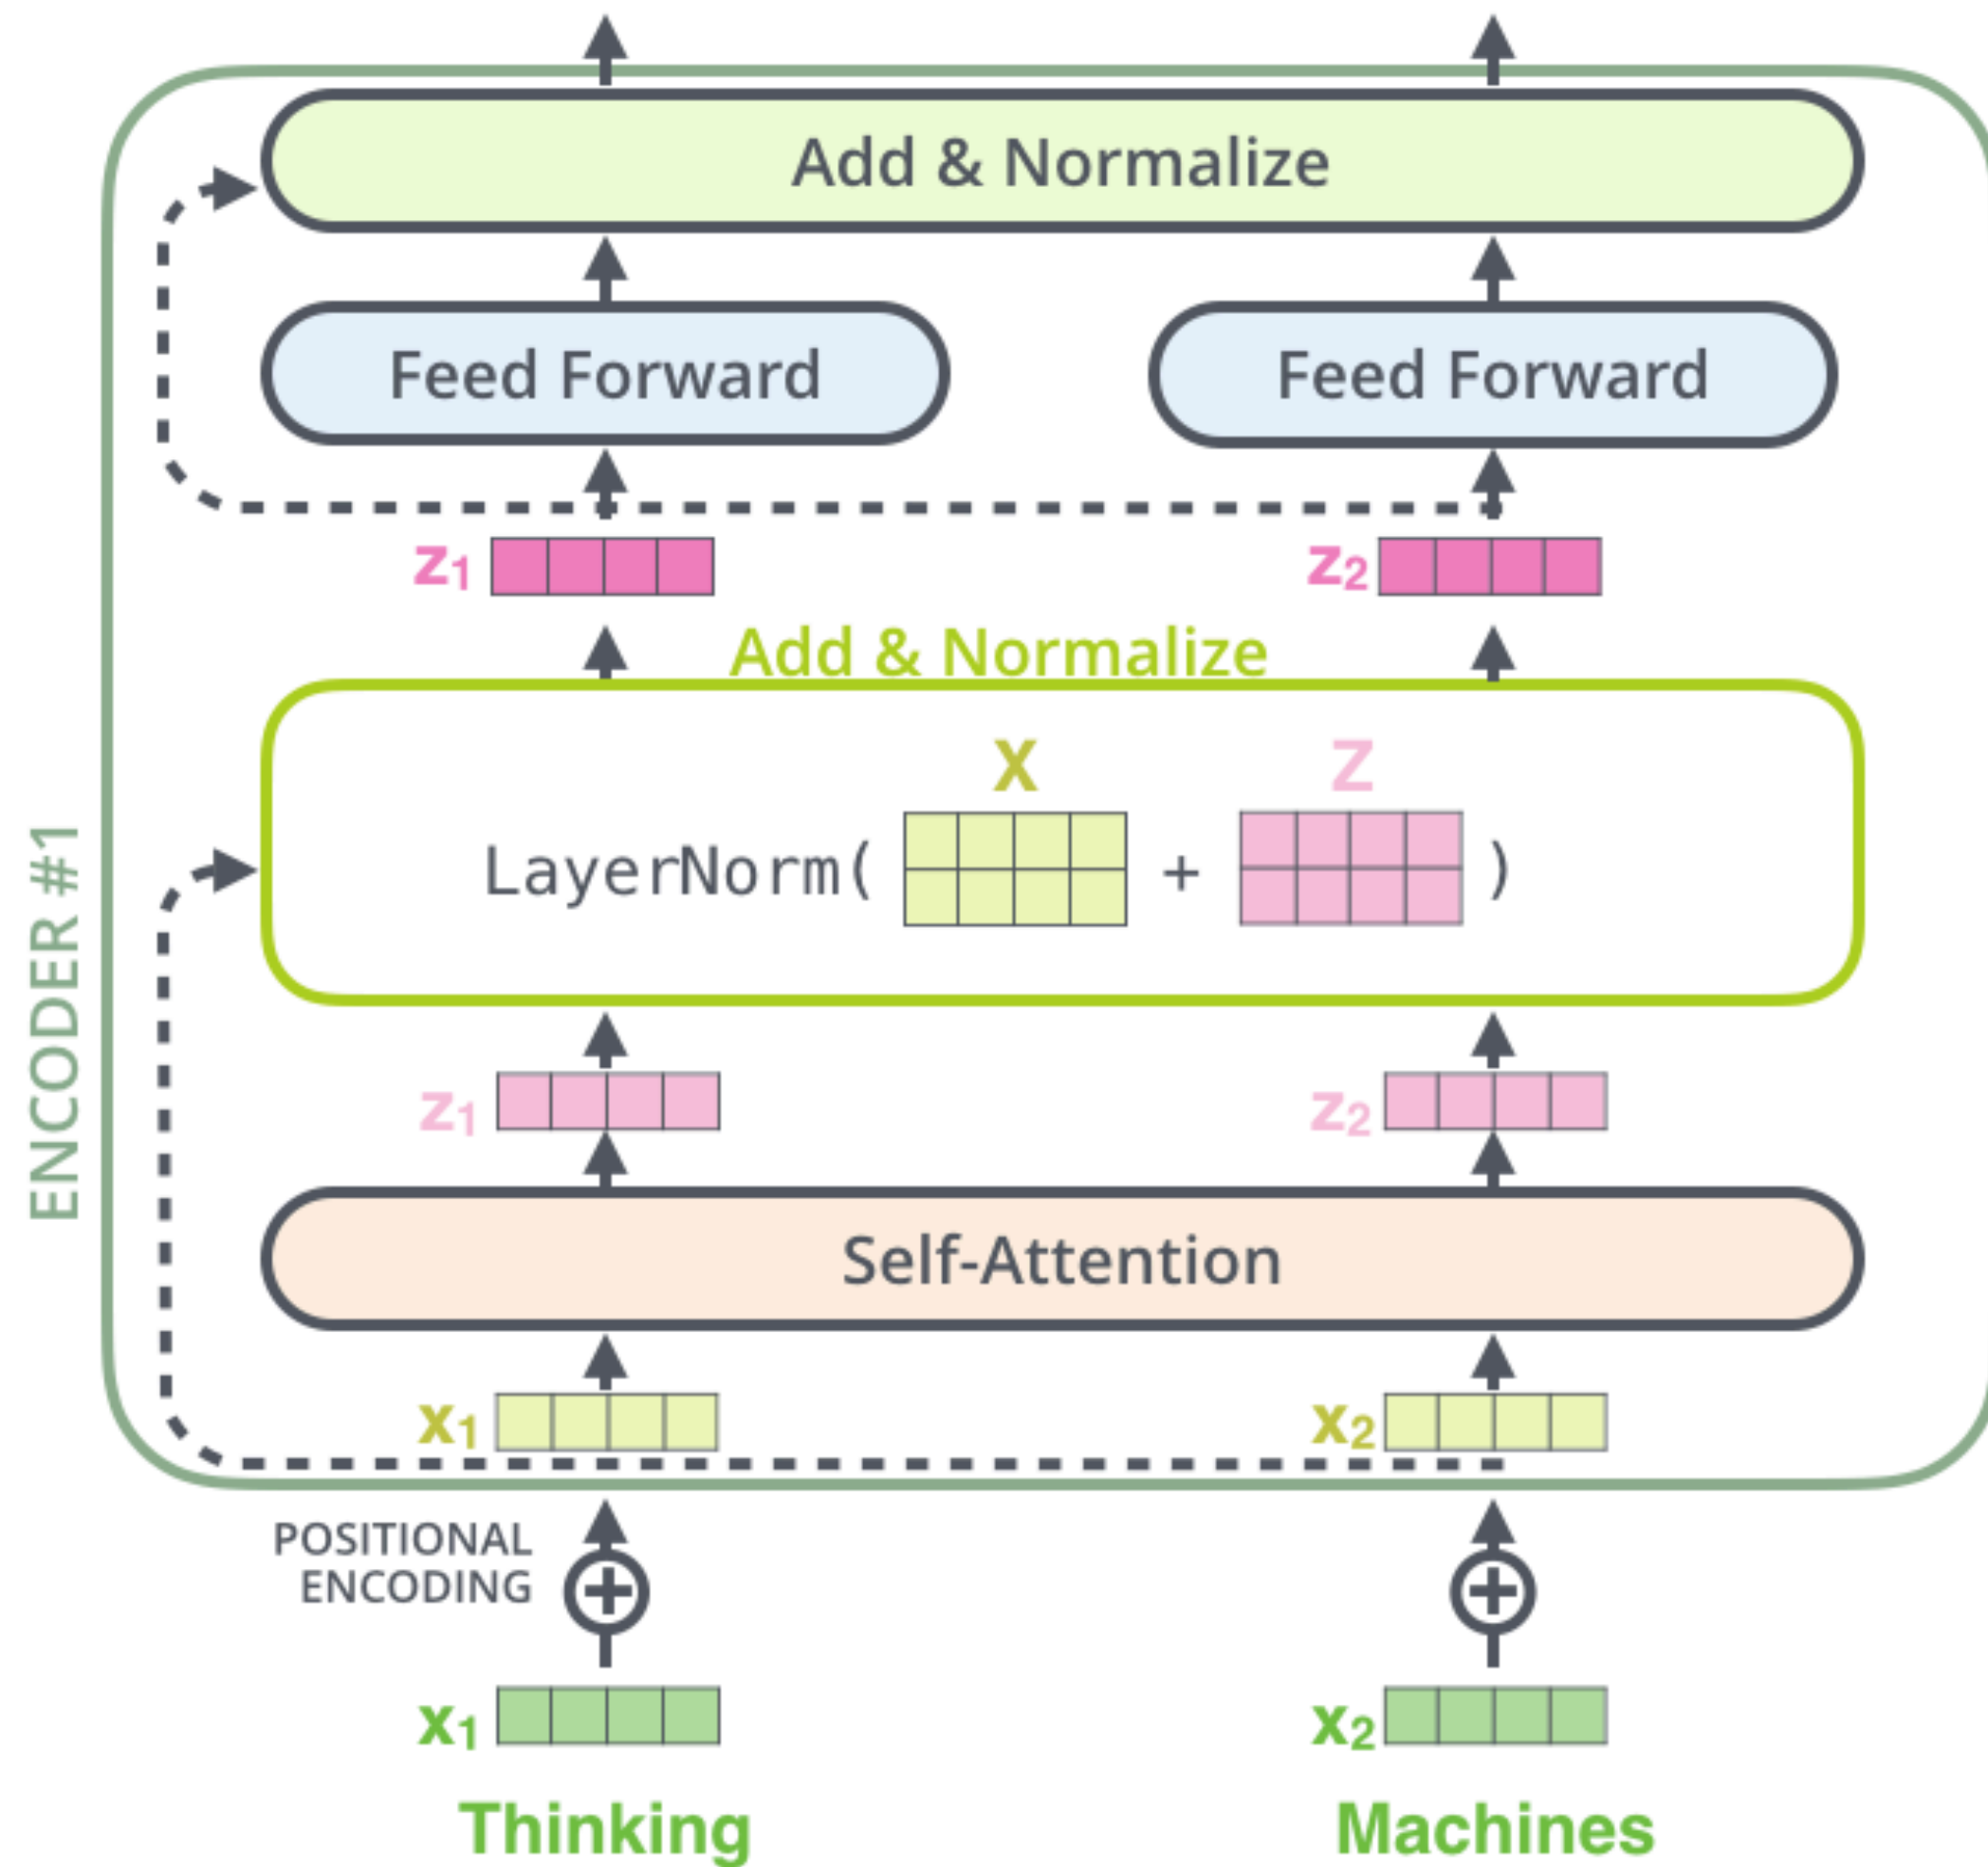 Add & Normalize
Feed Forward
Feed Forward
z1
z2
Add & Normalize
X
Z
LayerNorm( + )
z1
z2
Self-Attention
x1
x2
ENCODER #1
POSITIONAL
ENCODING
x1
x2
Thinking
Machines